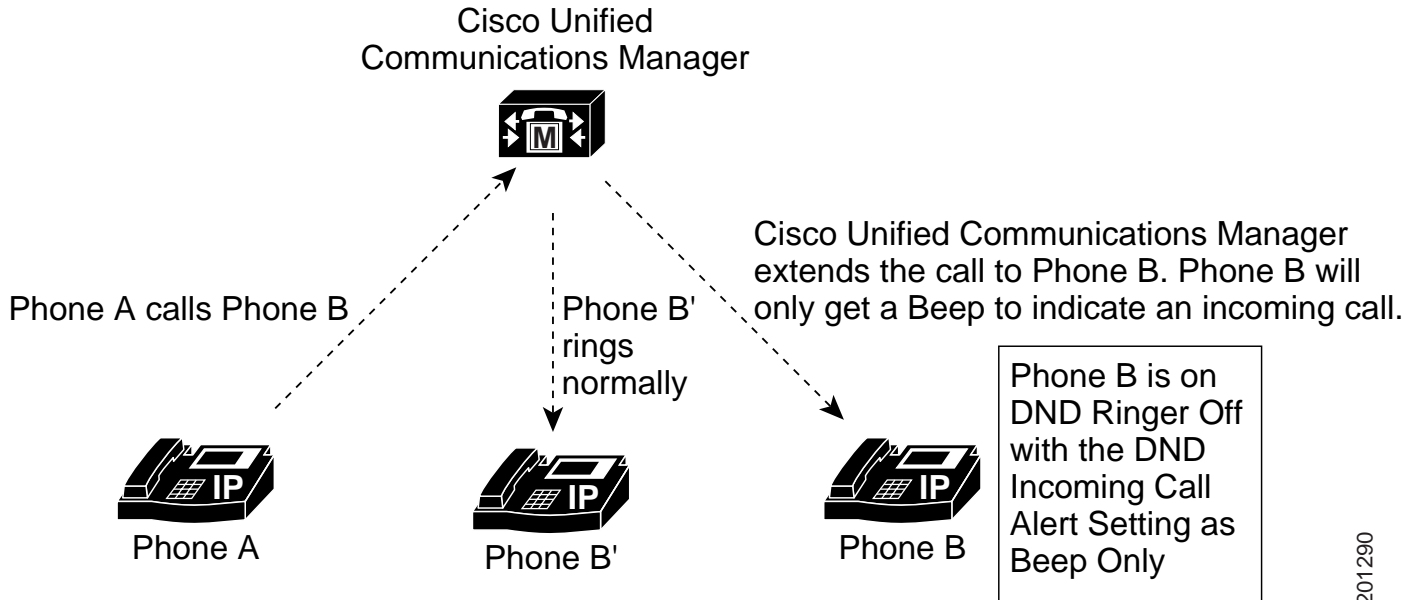 Cisco Unified
Communications Manager
M
Cisco Unified Communications Manager
extends the call to Phone B. Phone B will
only get a Beep to indicate an incoming call.
Phone A calls Phone B
Phone B'
rings
normally
Phone B is on
DND Ringer Off
with the DND
Incoming Call
Alert Setting as
Beep Only
IP
IP
IP
Phone A
Phone B'
Phone B
201290